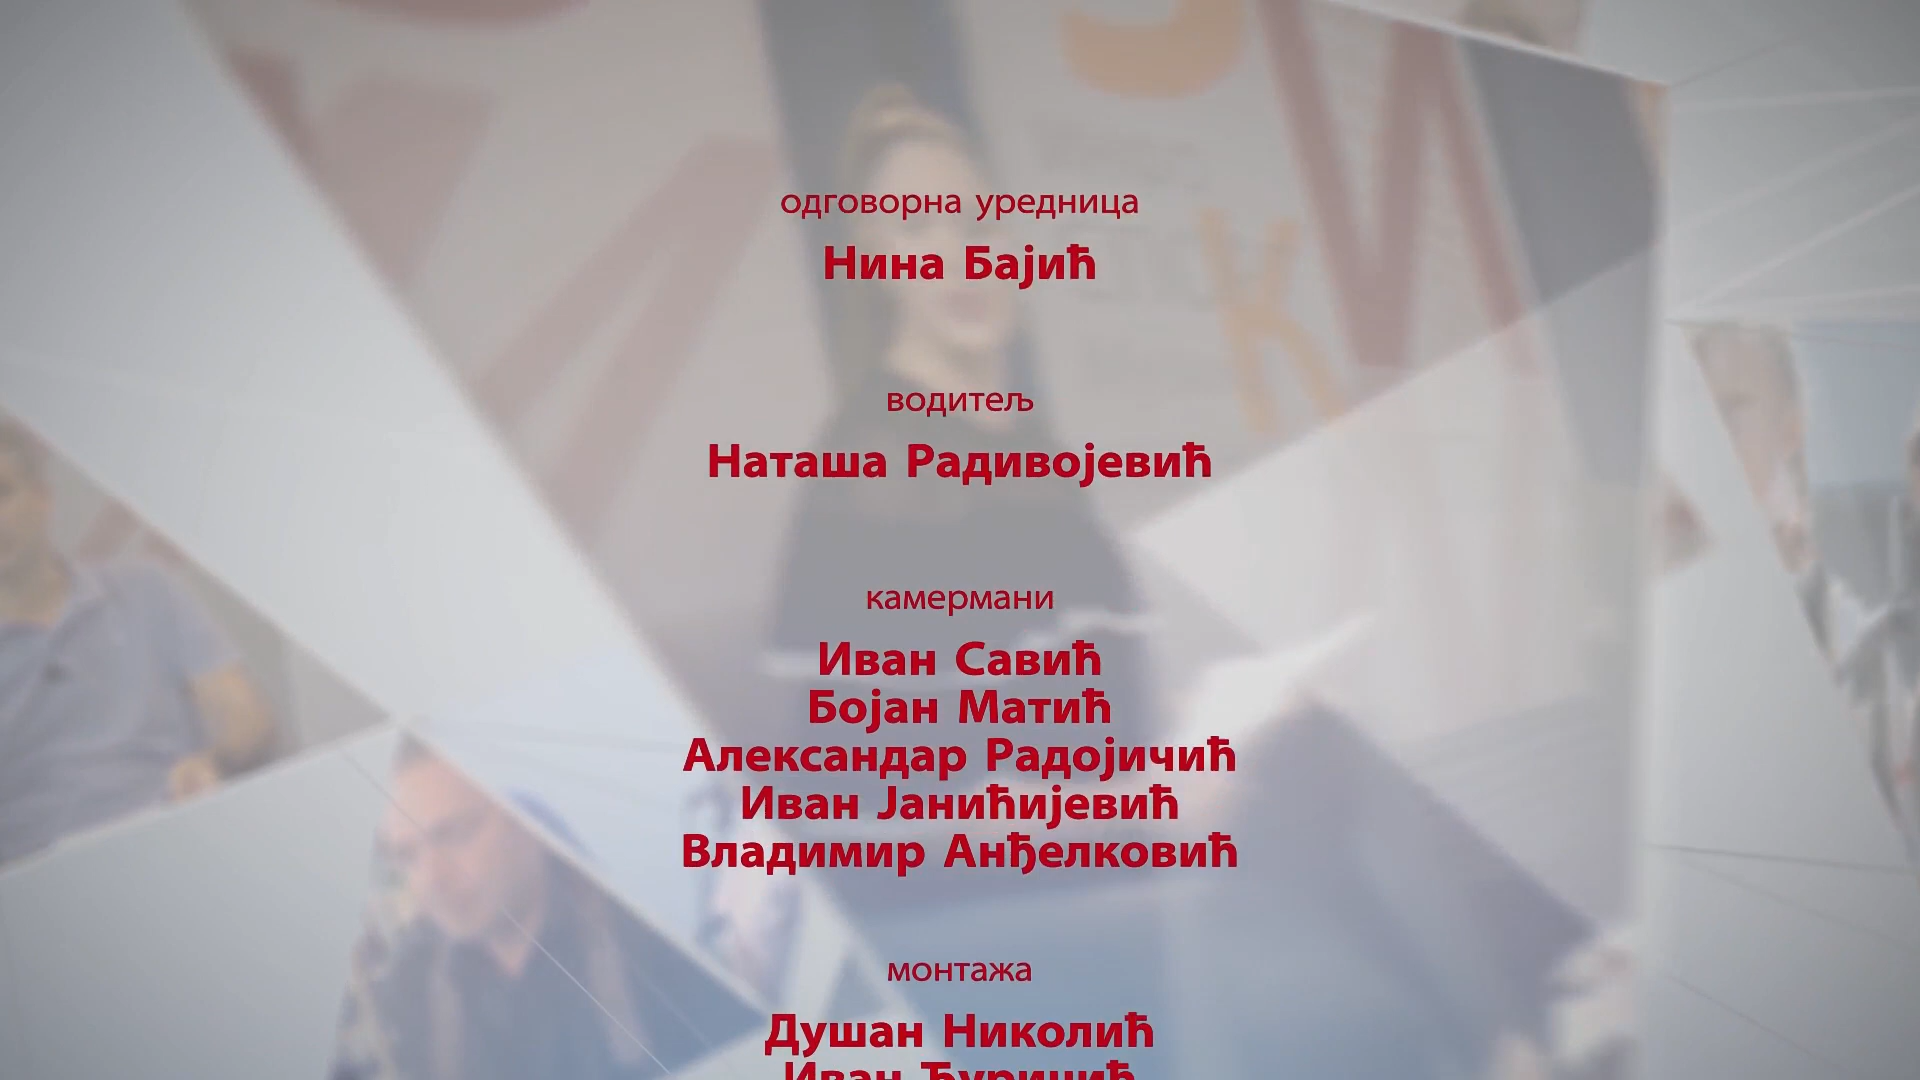 одговорна уредница
Нина Бајић
водитељ
Наташа Радивојевић
камермани
Иван Савић
Бојан Матић
Александар Радојичић
Иван Јанићијевић
Владимир Анђелковић
монтажа
Душан Николић
Иван